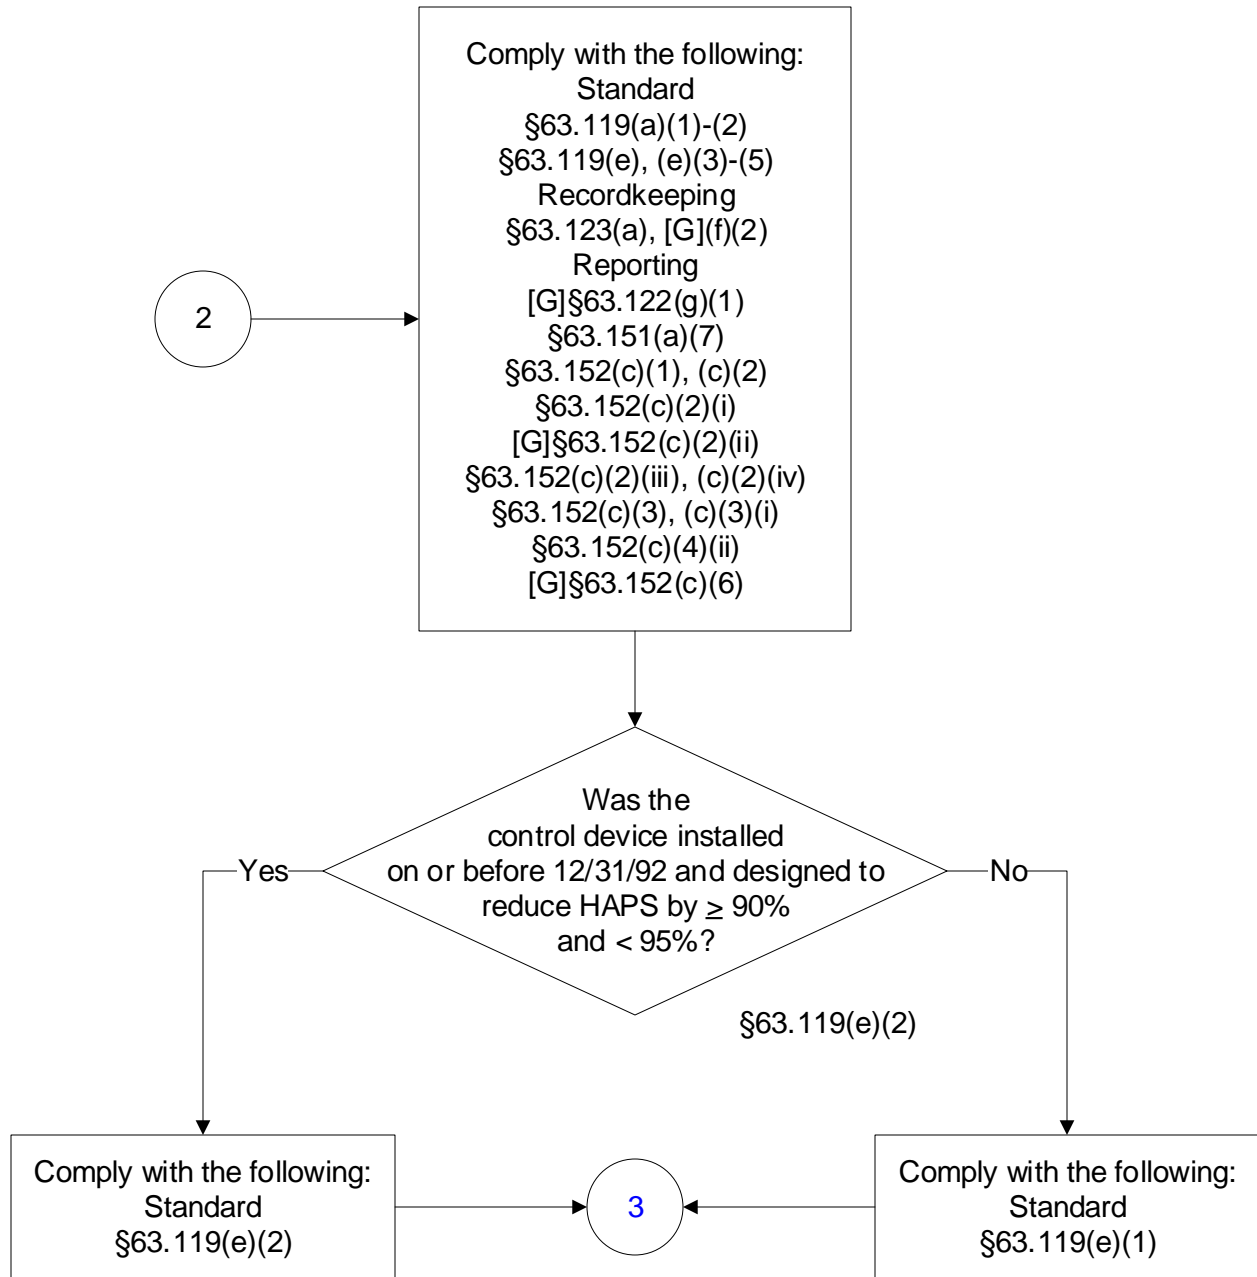 Comply with the following:
Standard
§63.119(a)(1)-(2)
§63.119(e), (e)(3)-(5)
Recordkeeping
§63.123(a), [G](f)(2)
Reporting
[G]§63.122(g)(1)
§63.151(a)(7)
§63.152(c)(1), (c)(2)
§63.152(c)(2)(i)
[G]§63.152(c)(2)(ii)
§63.152(c)(2)(iii), (c)(2)(iv)
§63.152(c)(3), (c)(3)(i)
§63.152(c)(4)(ii)
[G]§63.152(c)(6)
2
Was the
control device installed
on or before 12/31/92 and designed to
reduce HAPS by ≥ 90%
and < 95%?
Yes
No
§63.119(e)(2)
Comply with the following:
Standard
§63.119(e)(2)
3
Comply with the following:
Standard
§63.119(e)(1)